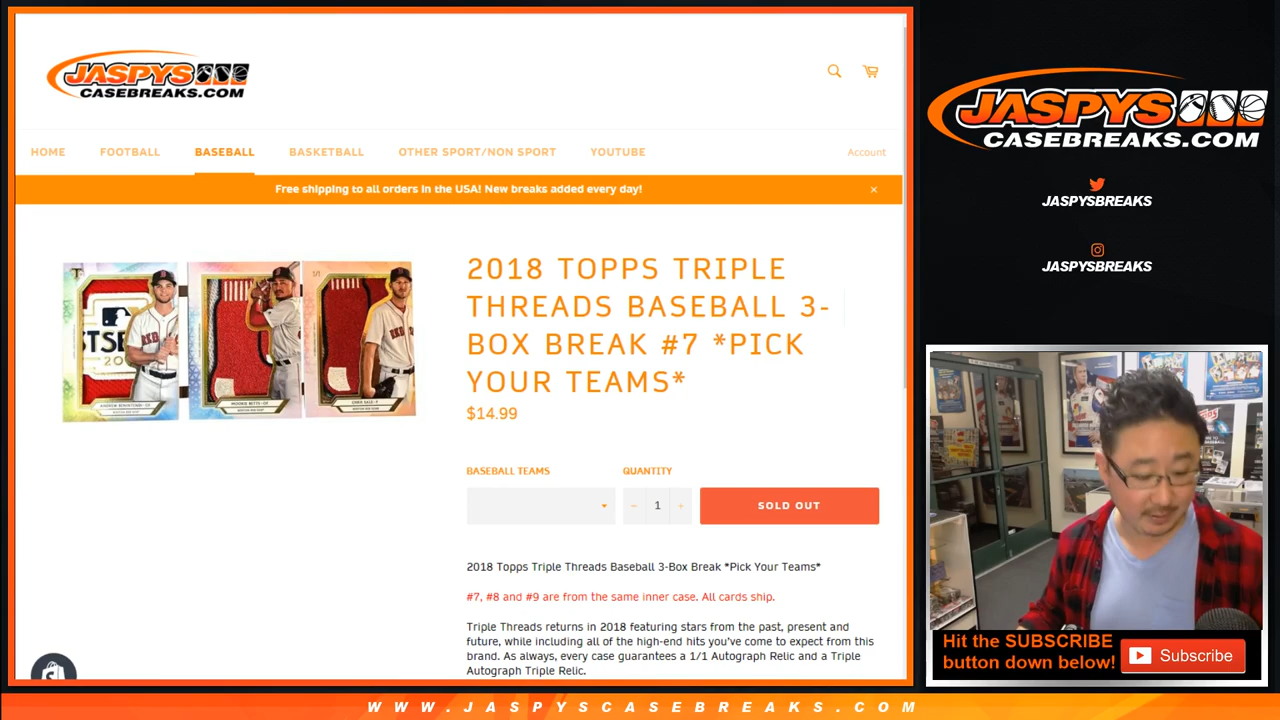 JASPYS
CASEBREAKS.COM
HOME
FOOTBALL
BASEBALL
BASKETBALL
OTHER SPORT/NON SPORT
YOUTUBE
Account
Free shipping to all orders in the USA! New breaks added every day!
×
2018 TOPPS TRIPLE
THREADS BASEBALL 3-
BOX BREAK #7 *PICK
YOUR TEAMS*
$14.99
BASEBALL TEAMS
QUANTITY
−
1
+
SOLD OUT
2018 Topps Triple Threads Baseball 3-Box Break *Pick Your Teams*
#7, #8 and #9 are from the same inner case. All cards ship.
Triple Threads returns in 2018 featuring stars from the past, present and
future, while including all of the high-end hits you've come to expect from this
brand. As always, every case guarantees a 1/1 Autograph Relic and a Triple
Autograph Triple Relic.
JASPYS
CASEBREAKS.COM
JASPYSBREAKS
JASPYSBREAKS
Hit the SUBSCRIBE
button down below!
Subscribe
WWW.JASPYSCASEBREAKS.COM